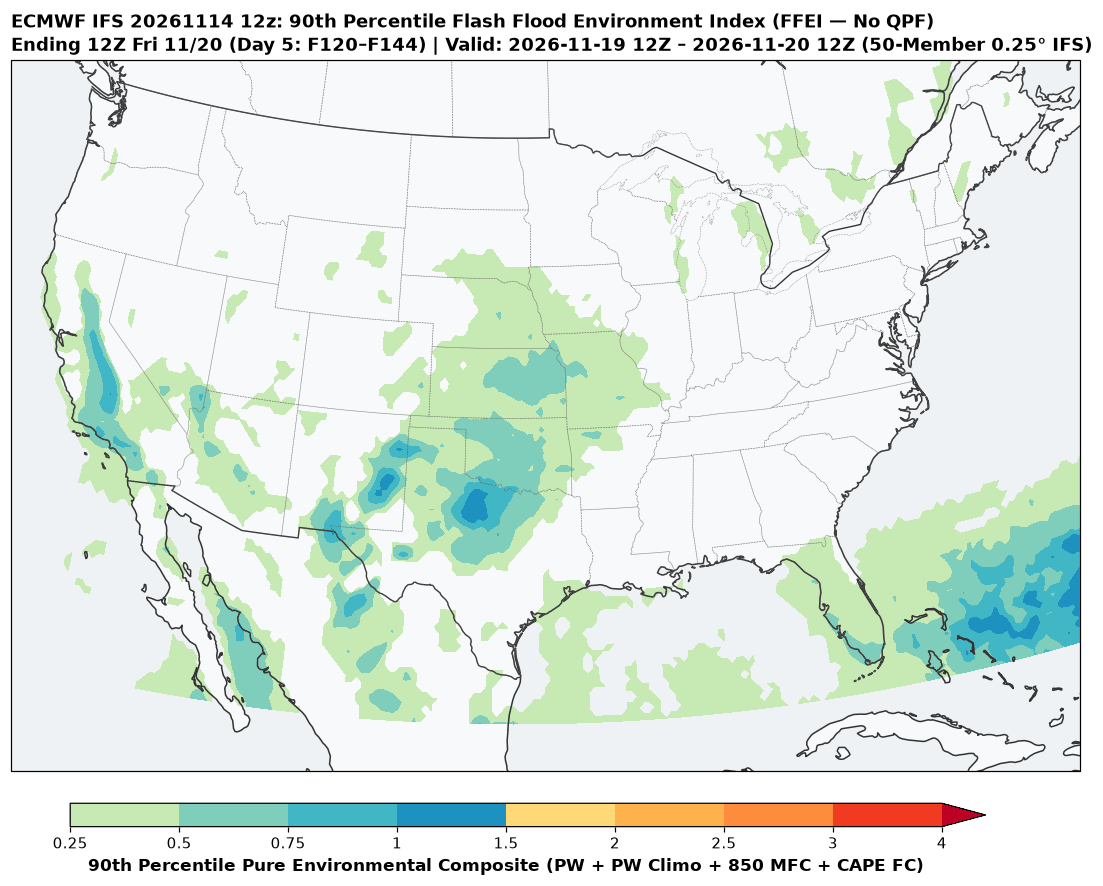 ECMWF IFS 20261114 12z: 90th Percentile Flash Flood Environment Index (FFEI — No QPF)
Ending 12Z Fri 11/20 (Day 5: F120–F144) | Valid: 2026-11-19 12Z – 2026-11-20 12Z (50-Member 0.25° IFS)
0.25 0.5 0.75 1 1.5 2 2.5 3 4
90th Percentile Pure Environmental Composite (PW + PW Climo + 850 MFC + CAPE FC)